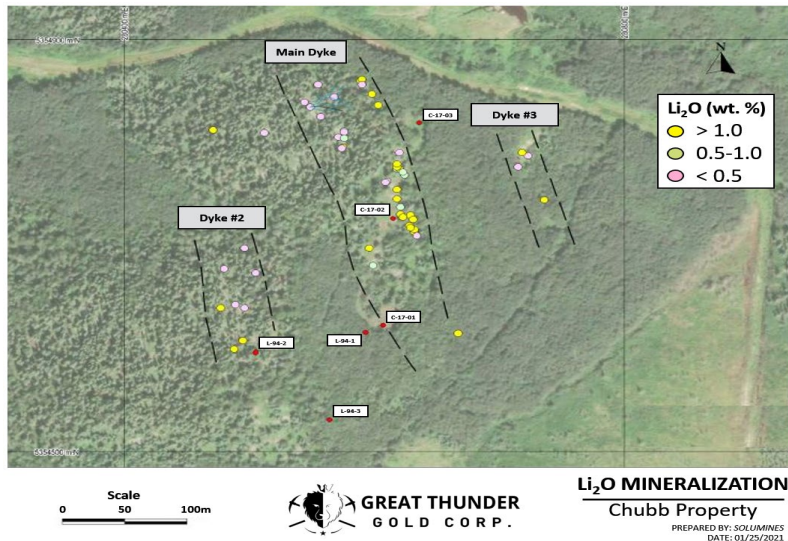 Main Dyke
N
C-17-03
Dyke #3
Li₂O (wt. %)
> 1.0
0.5-1.0
< 0.5
Dyke #2
C-17-02
C-17-01
L-94-1
L-94-2
L-94-3
Scale
0 50 100m
GREAT THUNDER
GOLD CORP.
Li₂O MINERALIZATION
Chubb Property
PREPARED BY: SOLUMINES
DATE: 01/25/2021